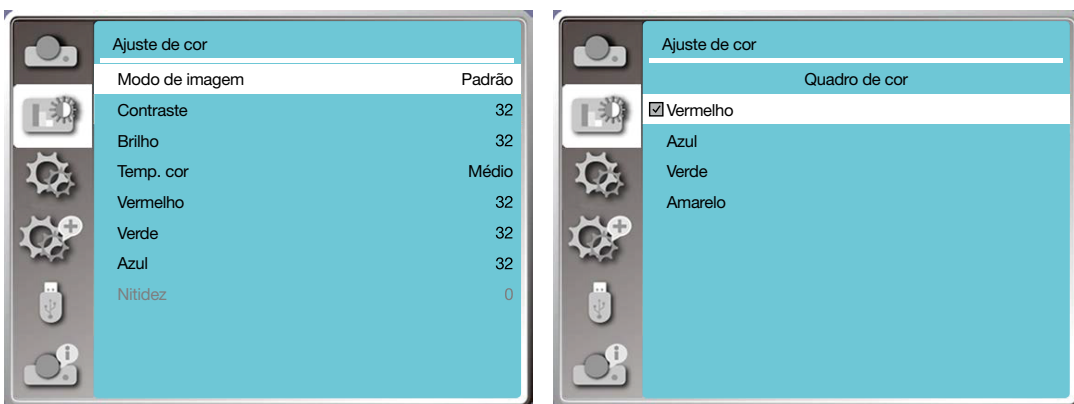 Ajuste de cor
Modo de imagem Padrão
Contraste 32
Brilho 32
Temp. cor Médio
Vermelho 32
Verde 32
Azul 32
Nitidez 0
Ajuste de cor
Quadro de cor
Vermelho
Azul
Verde
Amarelo